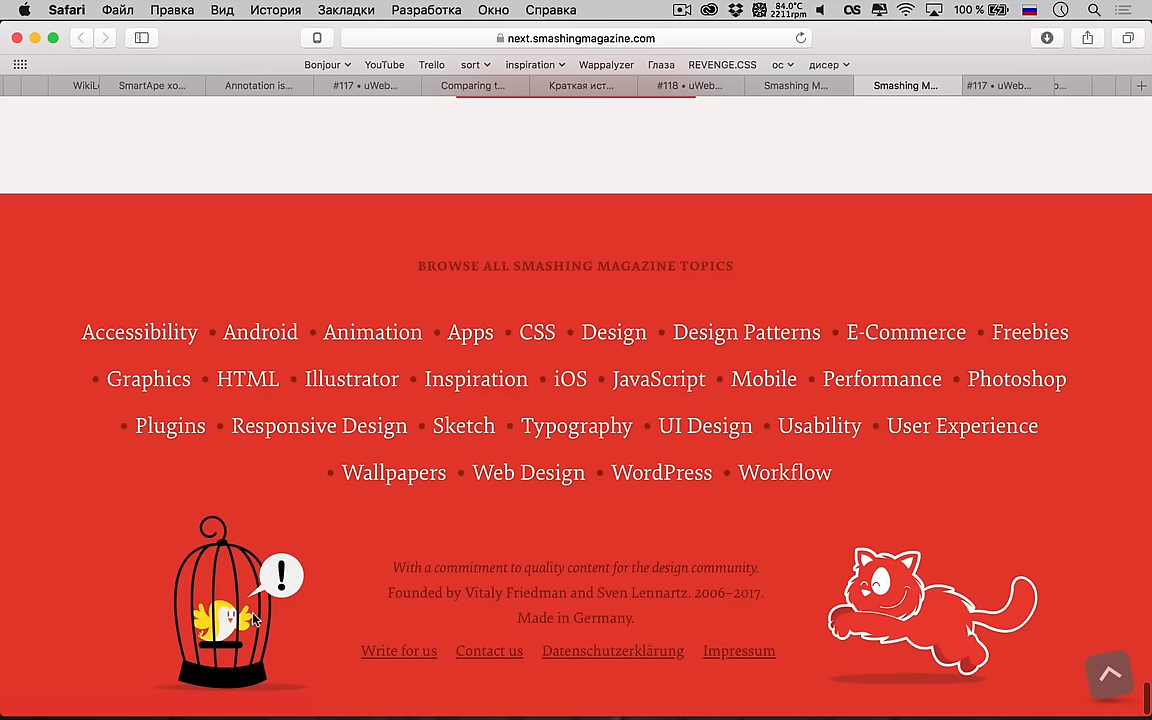 Safari Файл Правка Вид История Закладки Разработка Окно Справка 84.0°C 2211rpm 100 %
next.smashingmagazine.com
Bonjour YouTube Trello sort inspiration Wappalyzer Глаза REVENGE.CSS ос дисер
WikiL SmartApe хо... Annotation is... #117 • uWeb... Comparing t... Краткая ист... #118 • uWeb... Smashing M... Smashing M... #117 • uWeb...
BROWSE ALL SMASHING MAGAZINE TOPICS
Accessibility • Android • Animation • Apps • CSS • Design • Design Patterns • E-Commerce • Freebies
• Graphics • HTML • Illustrator • Inspiration • iOS • JavaScript • Mobile • Performance • Photoshop
• Plugins • Responsive Design • Sketch • Typography • UI Design • Usability • User Experience
• Wallpapers • Web Design • WordPress • Workflow
!
With a commitment to quality content for the design community.
Founded by Vitaly Friedman and Sven Lennartz. 2006–2017.
Made in Germany.
Write for us Contact us Datenschutzerklärung Impressum